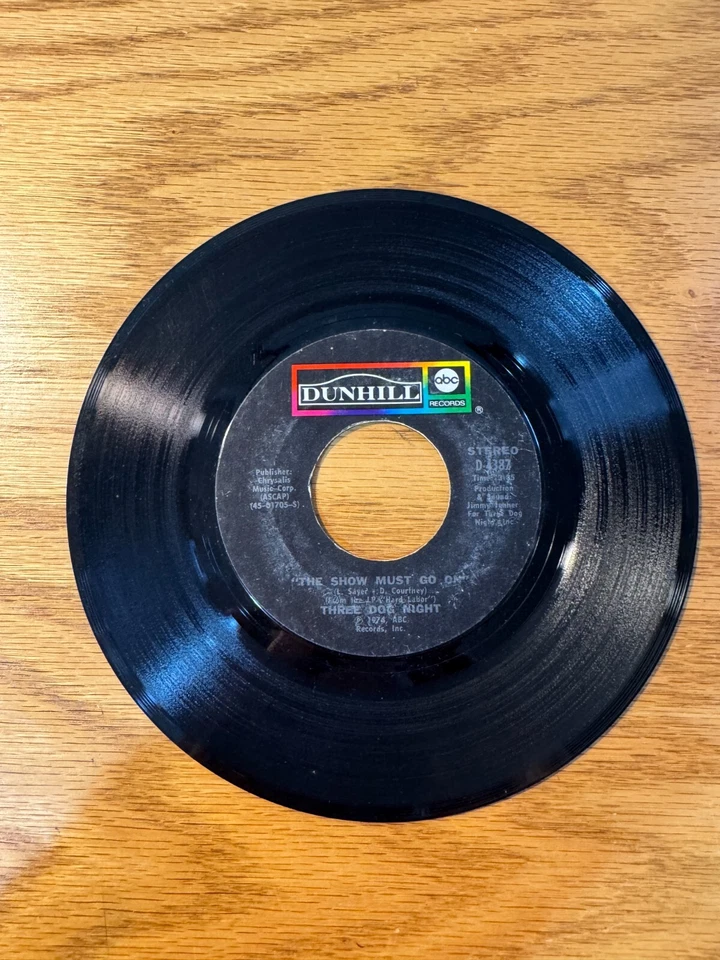 DUNHILL
abc
RECORDS
®
Publisher:
Chrysalis
Music Corp.
(ASCAP)
(45-01705-S)
STEREO
D-4382
Production
& Sound:
Jimmy Ienner
For Three Dog
Night, Inc.
"THE SHOW MUST GO ON"
(L. Sayer - D. Courtney)
(From the LP "Hard Labor")
THREE DOG NIGHT
℗ 1974, ABC
Records, Inc.